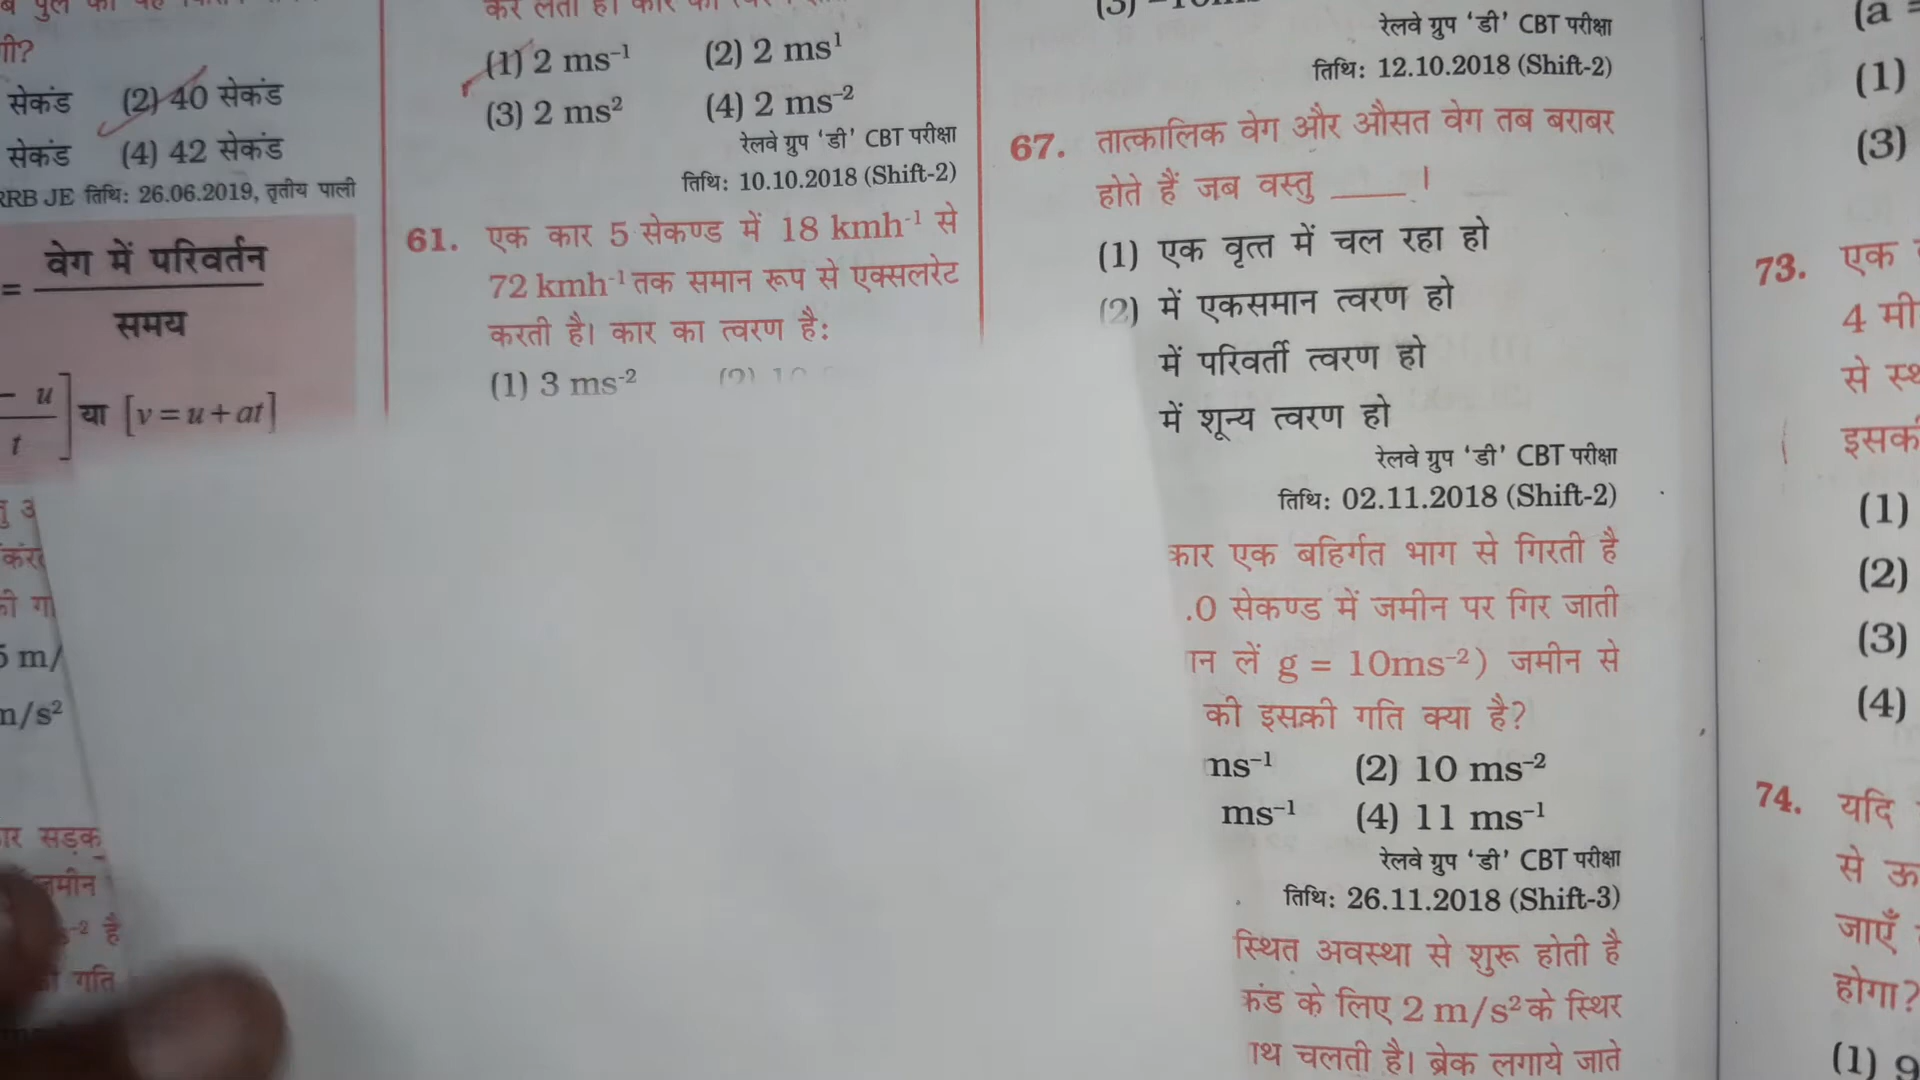 गी?
सेकंड (2) 40 सेकंड
सेकंड (4) 42 सेकंड
RRB JE तिथि: 26.06.2019, तृतीय पाली
= वेग में परिवर्तन
समय
- u
t ] या [v = u + at]
5 m/
m/s²
सड़क
जमीन
-2 है
गति
(1) 2 ms⁻¹ (2) 2 ms¹
(3) 2 ms² (4) 2 ms⁻²
रेलवे ग्रुप ‘डी’ CBT परीक्षा
तिथि: 10.10.2018 (Shift-2)
61. एक कार 5 सेकण्ड में 18 kmh⁻¹ से
72 kmh⁻¹ तक समान रूप से एक्सलरेट
करती है। कार का त्वरण है:
(1) 3 ms⁻²
रेलवे ग्रुप ‘डी’ CBT परीक्षा
तिथि: 12.10.2018 (Shift-2)
67. तात्कालिक वेग और औसत वेग तब बराबर
होते हैं जब वस्तु ____ ।
(1) एक वृत्त में चल रहा हो
(2) में एकसमान त्वरण हो
में परिवर्ती त्वरण हो
में शून्य त्वरण हो
रेलवे ग्रुप ‘डी’ CBT परीक्षा
तिथि: 02.11.2018 (Shift-2)
कार एक बहिर्गत भाग से गिरती है
.0 सेकण्ड में जमीन पर गिर जाती
लें g = 10ms⁻²) जमीन से
की इसकी गति क्या है?
ms⁻¹ (2) 10 ms⁻²
ms⁻¹ (4) 11 ms⁻¹
रेलवे ग्रुप ‘डी’ CBT परीक्षा
तिथि: 26.11.2018 (Shift-3)
स्थित अवस्था से शुरू होती है
के लिए 2 m/s² के स्थिर
चलती है। ब्रेक लगाये जाते
(a =
(1)
(3)
73. एक
4 मी
से
इसक
(1)
(2)
(3)
(4)
74. यदि
से
जाएँ
होगा?
(1) 9